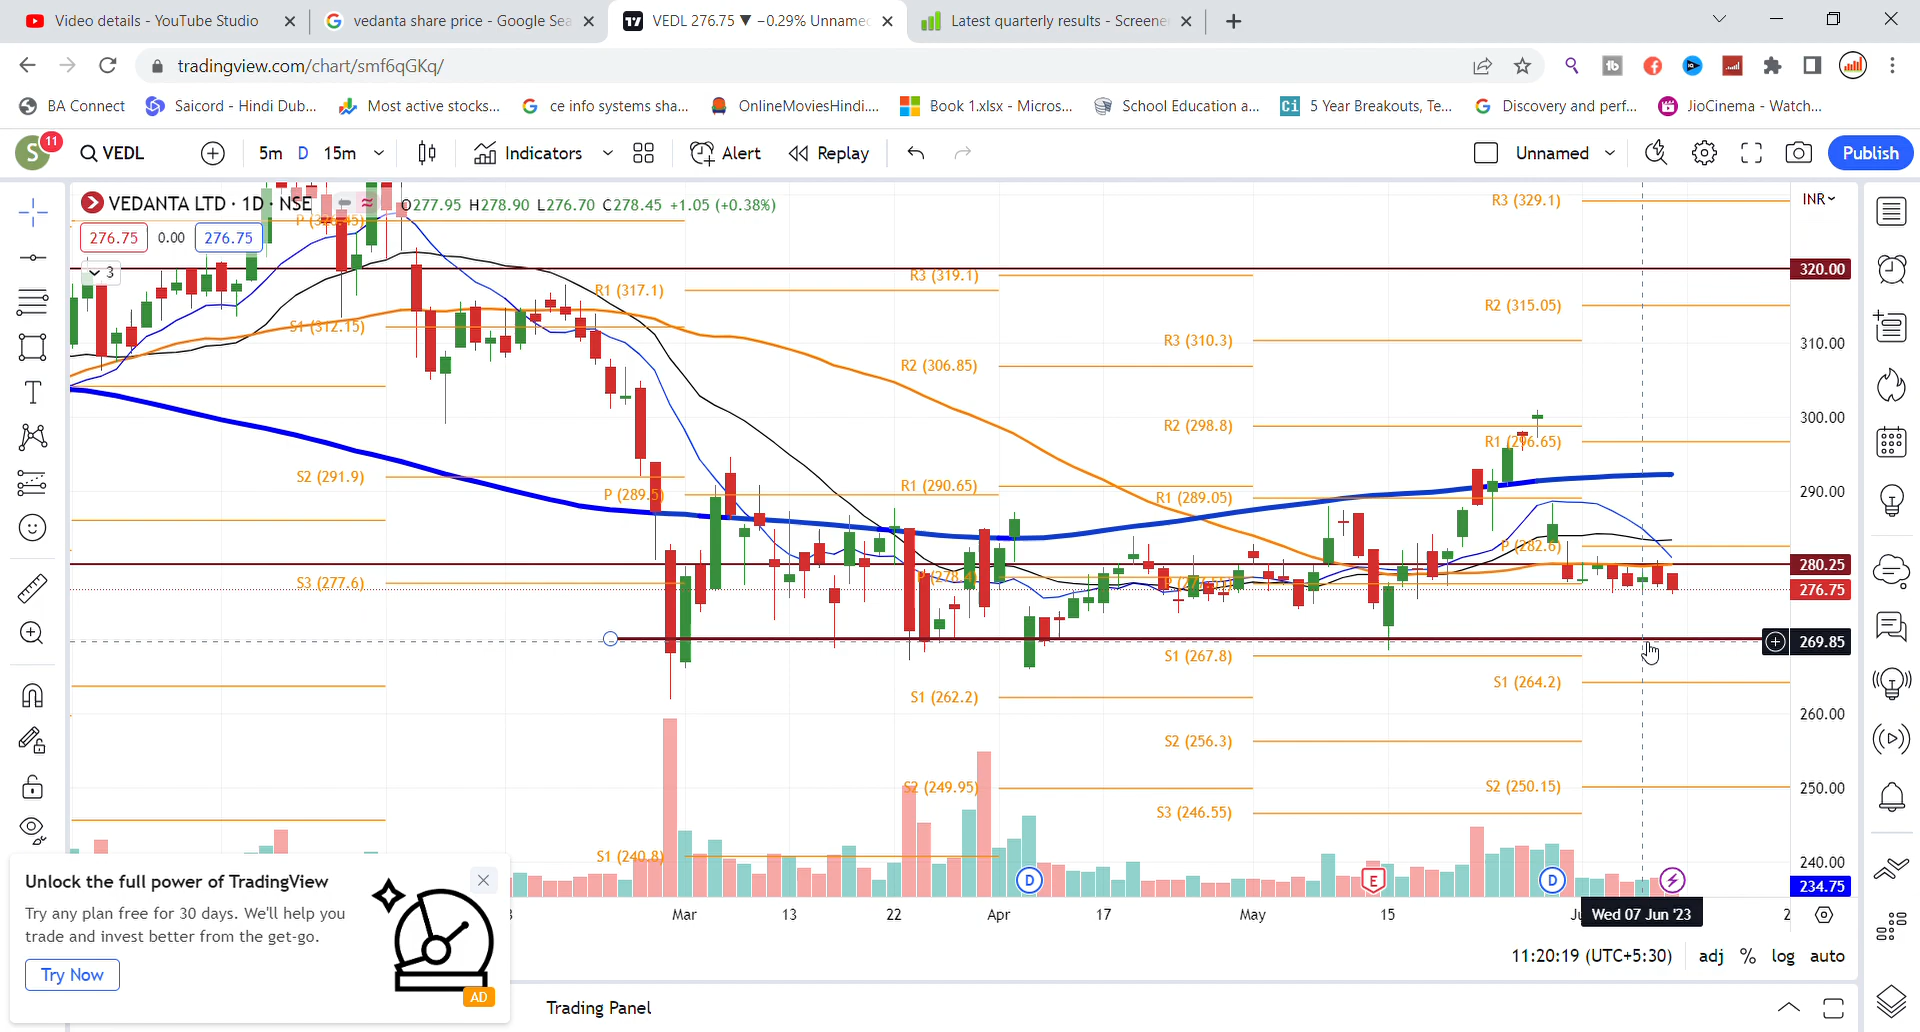 Video details - YouTube Studio
vedanta share price - Google Sea
VEDL 276.75 ▼ −0.29% Unname
Latest quarterly results - Screene
tradingview.com/chart/smf6qGKq/
BA Connect
Saicord - Hindi Dub...
Most active stocks...
ce info systems sha...
OnlineMoviesHindi....
Book 1.xlsx - Micros...
School Education a...
5 Year Breakouts, Te...
Discovery and perf...
JioCinema - Watch...
S
11
VEDL
5m D 15m
Indicators
Alert
Replay
Unnamed
Publish
VEDANTA LTD · 1D · NSE
O277.95 H278.90 L276.70 C278.45 +1.05 (+0.38%)
INR
276.75 0.00 276.75
3
R3 (329.1)
320.00
R3 (319.1)
R1 (317.1)
R2 (315.05)
S1 (312.15)
R3 (310.3)
310.00
R2 (306.85)
300.00
R2 (298.8)
R1 (296.65)
S2 (291.9)
R1 (290.65)
290.00
P (289.5)
R1 (289.05)
P (282.6)
280.25
S3 (277.6)
P (278.4)
276.75
269.85
S1 (267.8)
S1 (264.2)
S1 (262.2)
260.00
S2 (256.3)
S2 (249.95)
S2 (250.15)
250.00
S3 (246.55)
S1 (240.8)
240.00
234.75
D
E
D
Mar
13
22
Apr
17
May
15
Wed 07 Jun '23
2
11:20:19 (UTC+5:30)
adj % log auto
Unlock the full power of TradingView
Try any plan free for 30 days. We'll help you
trade and invest better from the get-go.
Try Now
AD
Trading Panel